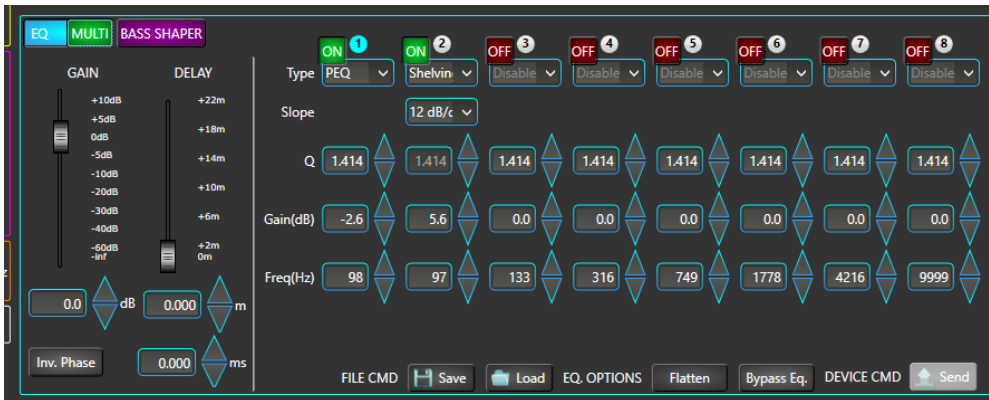 EQ MULTI BASS SHAPER
GAIN DELAY
+10dB
+5dB
0dB
-5dB
-10dB
-20dB
-30dB
-40dB
-60dB
-inf
+22m
+18m
+14m
+10m
+6m
+2m
0m
0.0 dB 0.000 m
Inv. Phase 0.000 ms
ON 1 ON 2 OFF 3 OFF 4 OFF 5 OFF 6 OFF 7 OFF 8
Type PEQ Shelvin Disable Disable Disable Disable Disable Disable
Slope 12 dB/c
Q 1.414 1.414 1.414 1.414 1.414 1.414 1.414 1.414
Gain(dB) -2.6 5.6 0.0 0.0 0.0 0.0 0.0 0.0
Freq(Hz) 98 97 133 316 749 1778 4216 9999
FILE CMD Save Load EQ. OPTIONS Flatten Bypass Eq. DEVICE CMD Send